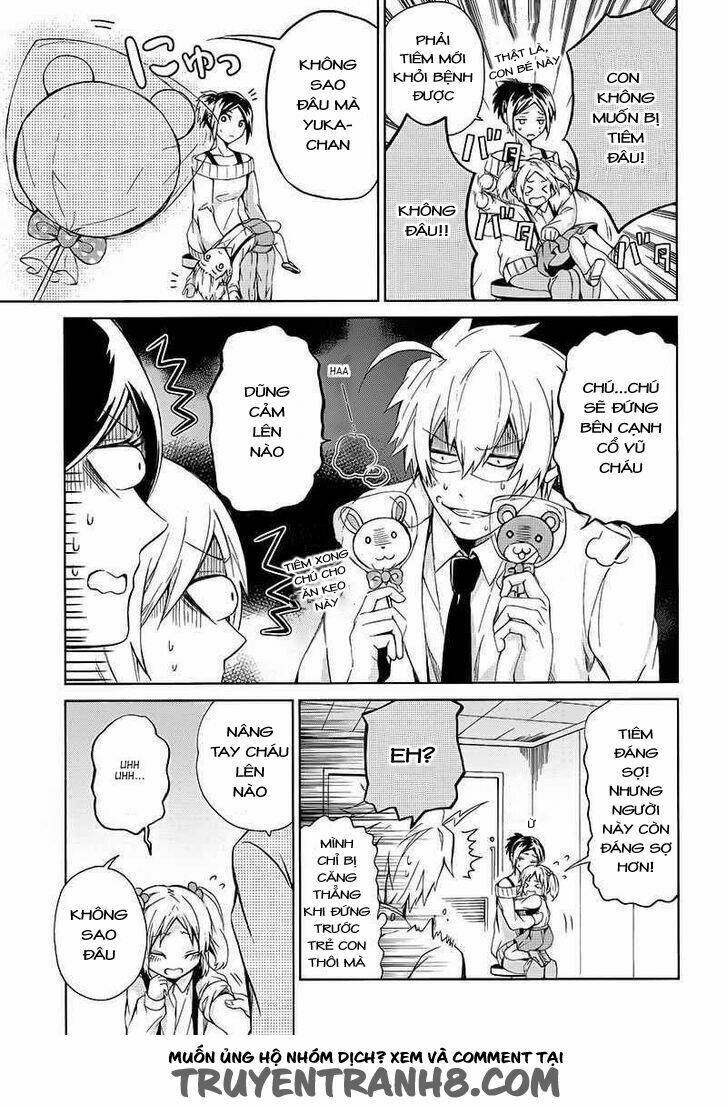 CON
KHÔNG
MUỐN BỊ
TIÊM
ĐÂU!
THẬT LÀ,
CON BÉ NÀY
PHẢI
TIÊM MỚI
KHỎI BỆNH
ĐƯỢC
KHÔNG
ĐÂU!!
バタ
バタ
KHÔNG
SAO
ĐÂU MÀ
YUKA-
CHAN
にゅっ
CHÚ...CHÚ
SẼ ĐỨNG
BÊN CẠNH
CỔ VŨ
CHÁU
HAA
DŨNG
CẢM
LÊN
NÀO
TIÊM XONG
CHÚ CHO
ĂN KẸO
NÀY
TIÊM
ĐÁNG
SỢ!
NHƯNG
NGƯỜI
NÀY CÒN
ĐÁNG SỢ
HƠN!
Ừ
EH?
MÌNH
CHỈ BỊ
CĂNG
THẲNG
KHI ĐỨNG
TRƯỚC
TRẺ CON
THÔI MÀ
NÂNG
TAY CHÁU
LÊN
NÀO
UHH
UHH...
KHÔNG
SAO
ĐÂU
MUỐN ỦNG HỘ NHÓM DỊCH? XEM VÀ COMMENT TẠI
TRUYENTRANH8.COM